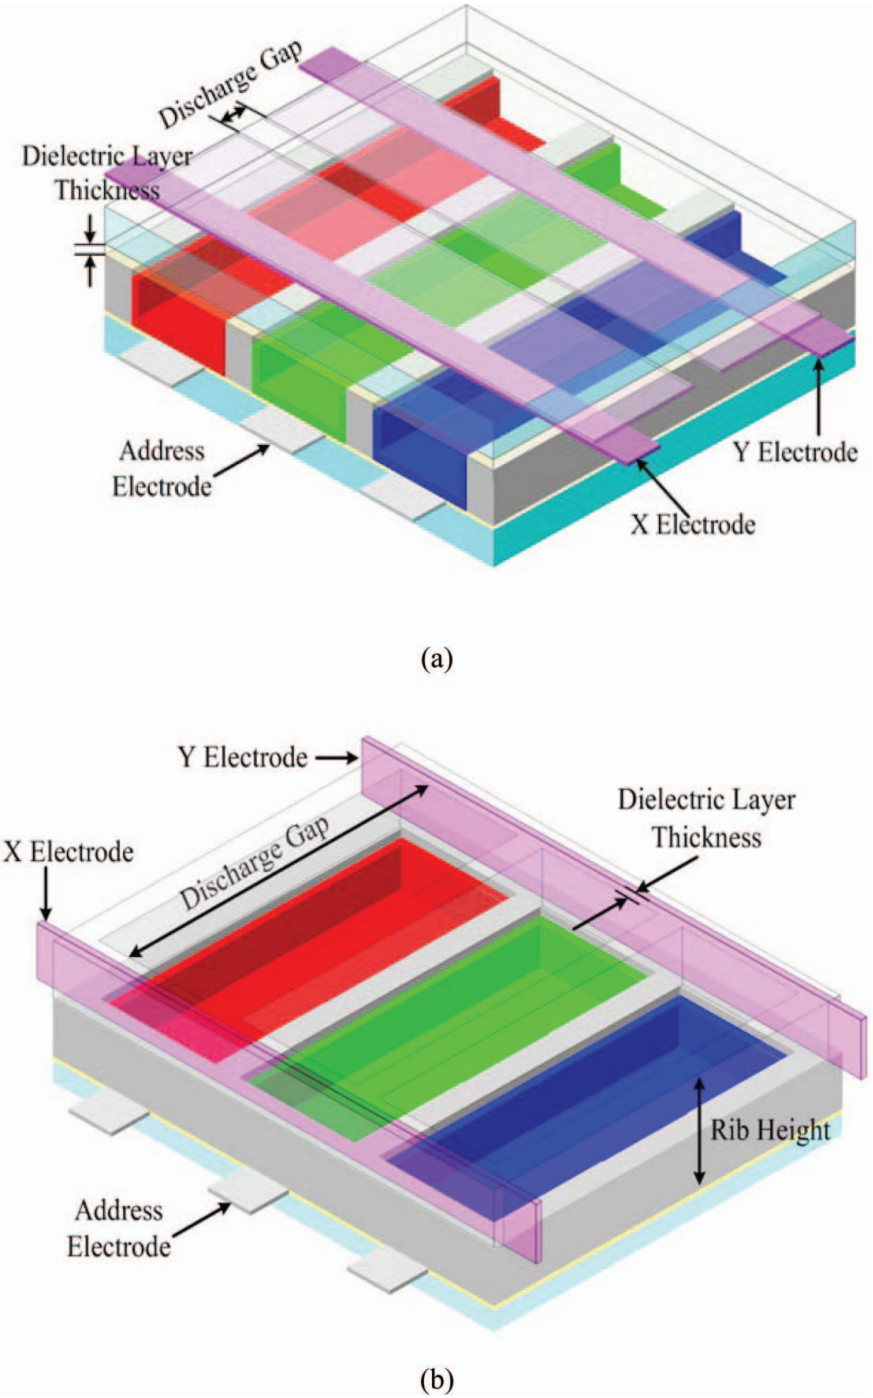 Discharge Gap
Dielectric Layer
Thickness
Address
Electrode
Y Electrode
X Electrode
(a)
Y Electrode
Dielectric Layer
Thickness
X Electrode
Discharge Gap
Rib Height
Address
Electrode
(b)